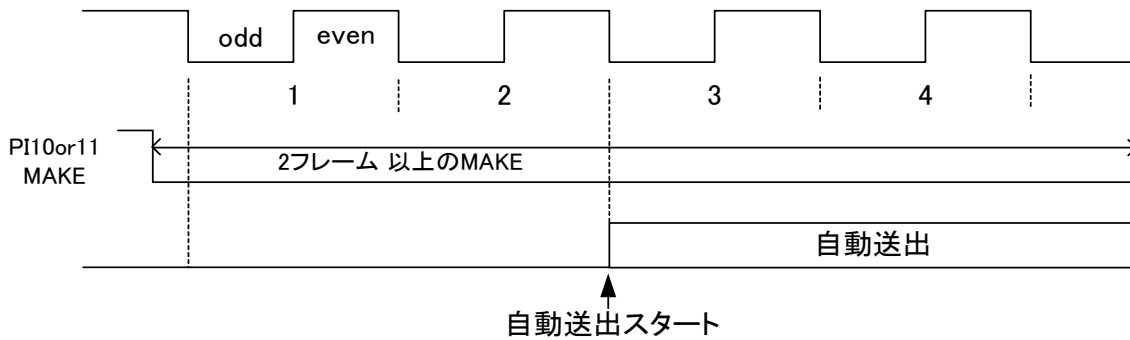 odd even
1 2 3 4
PI10or11
MAKE
2フレーム 以上のMAKE
自動送出
自動送出スタート